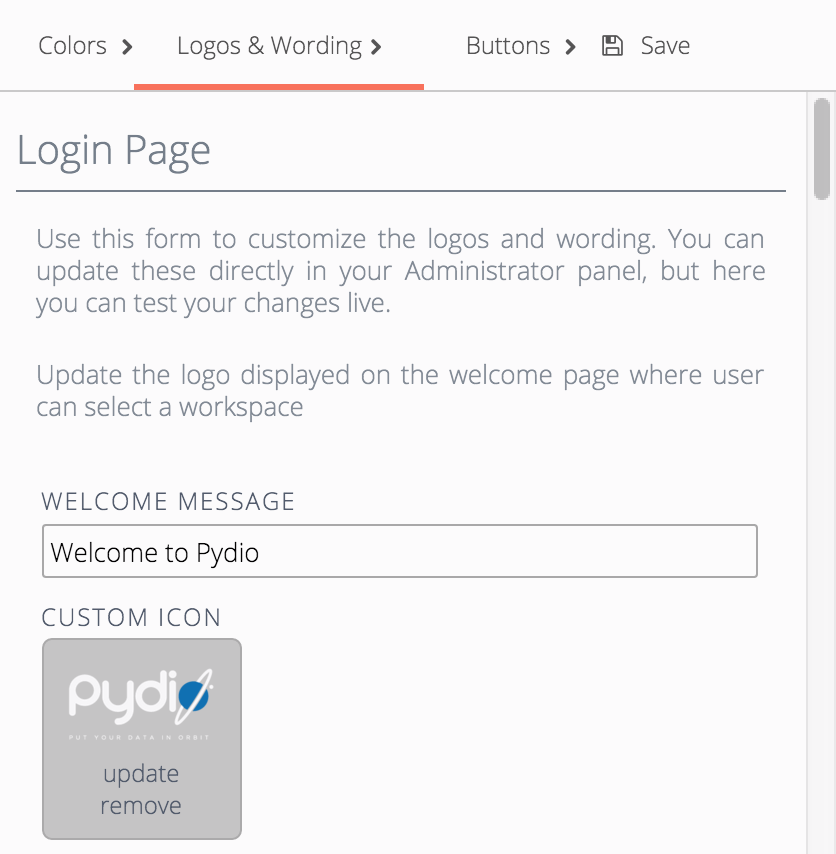 Colors
Logos & Wording
Buttons
Save
Login Page
Use this form to customize the logos and wording. You can
update these directly in your Administrator panel, but here
you can test your changes live.
Update the logo displayed on the welcome page where user
can select a workspace
WELCOME MESSAGE
Welcome to Pydio
CUSTOM ICON
pydio
PUT YOUR DATA IN ORBIT
update
remove